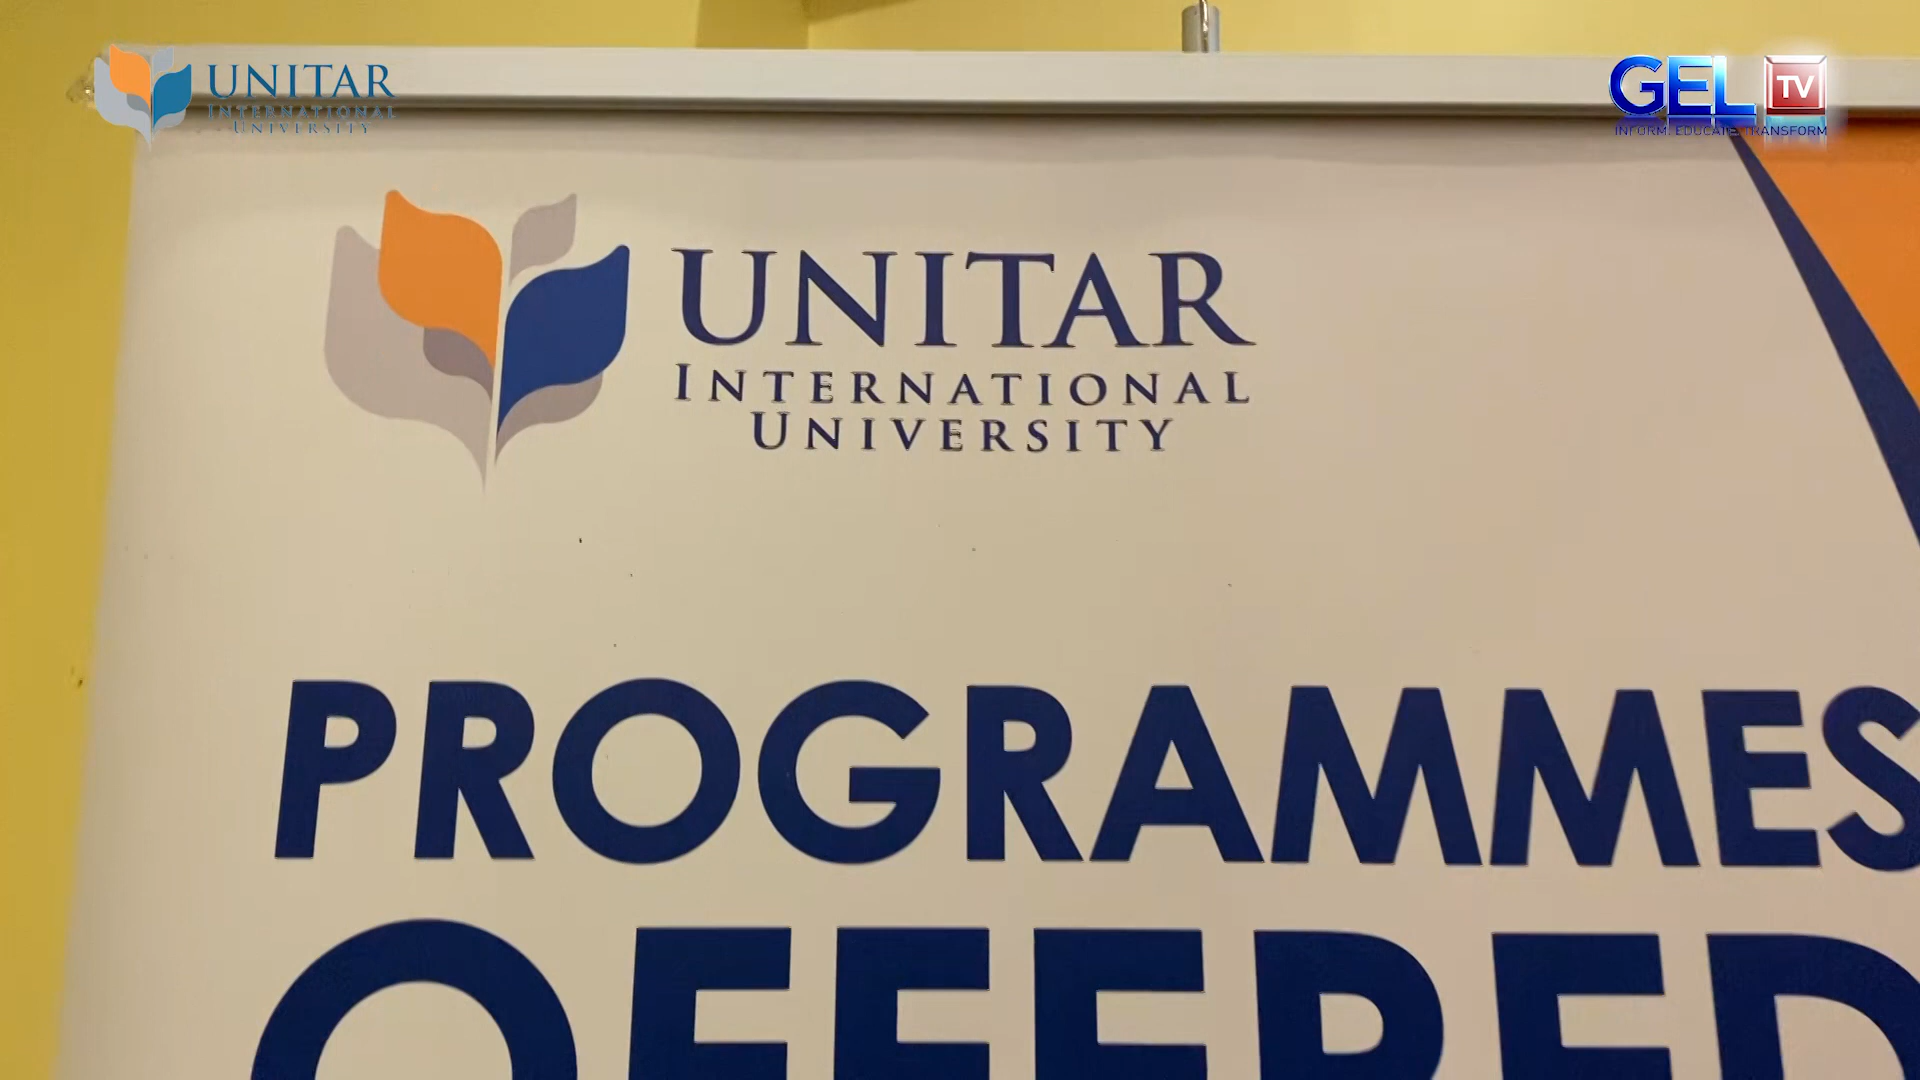 UNITAR
INTERNATIONAL
UNIVERSITY
GEL TV
INFORM. EDUCATE. TRANSFORM
UNITAR
INTERNATIONAL
UNIVERSITY
PROGRAMMES
OFFERED